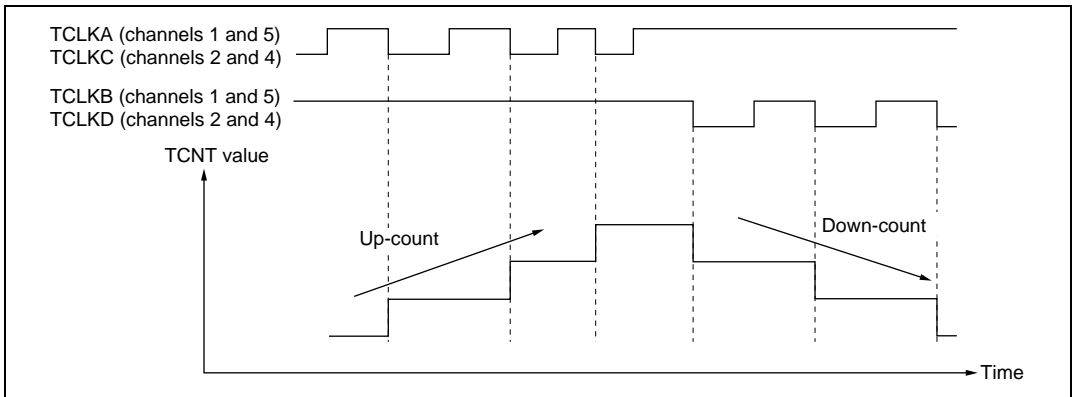 TCLKA (channels 1 and 5)
TCLKC (channels 2 and 4)
TCLKB (channels 1 and 5)
TCLKD (channels 2 and 4)
TCNT value
Up-count
Down-count
Time